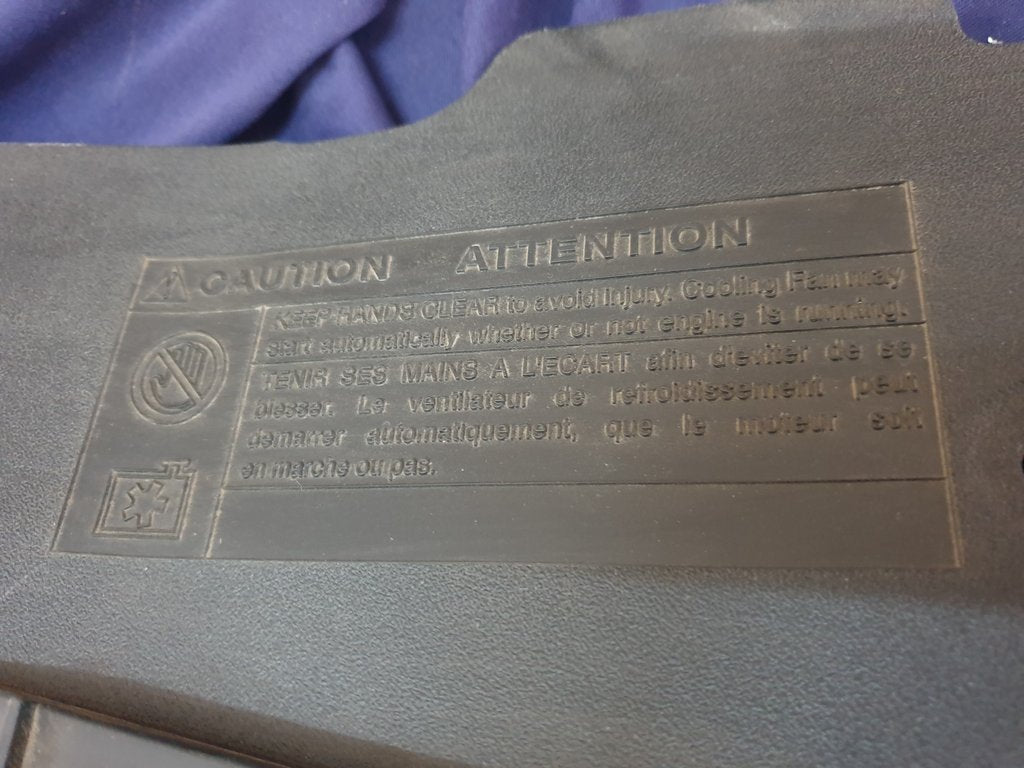 CAUTION ATTENTION
KEEP HANDS CLEAR to avoid injury. Cooling Fan may
start automatically whether or not engine is running.
TENIR SES MAINS A L'ECART afin d'eviter de se
blesser. Le ventilateur de refroidissement peut
demarrer automatiquement, que le moteur soit
en marche ou pas.